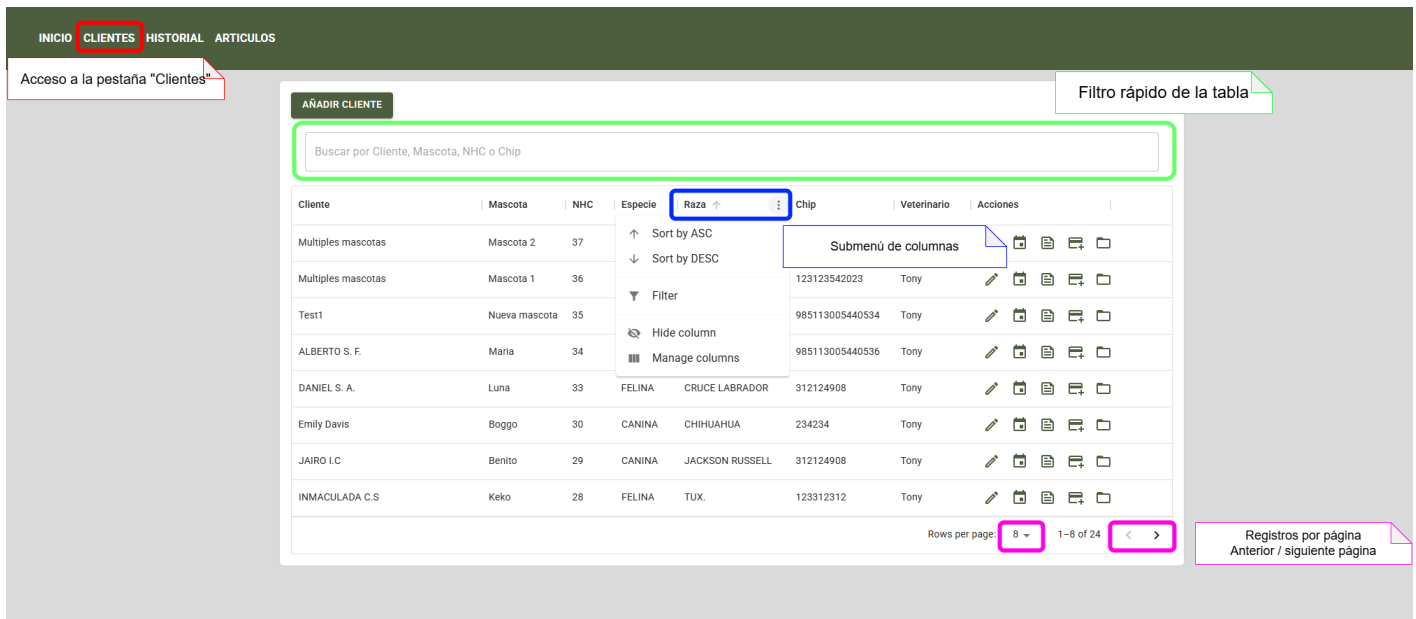 INICIO CLIENTES HISTORIAL ARTICULOS
Acceso a la pestaña "Clientes"
Filtro rápido de la tabla
AÑADIR CLIENTE
Buscar por Cliente, Mascota, NHC o Chip
Cliente Mascota NHC Especie Raza Chip Veterinario Acciones
Sort by ASC
Sort by DESC
Filter
Hide column
Manage columns
Submenú de columnas
Multiples mascotas Mascota 2 37
Multiples mascotas Mascota 1 36 123123542023 Tony
Test1 Nueva mascota 35 985113005440534 Tony
ALBERTO S. F. Maria 34 985113005440536 Tony
DANIEL S. A. Luna 33 FELINA CRUCE LABRADOR 312124908 Tony
Emily Davis Boggo 30 CANINA CHIHUAHUA 234234 Tony
JAIRO I.C Benito 29 CANINA JACKSON RUSSELL 312124908 Tony
INMACULADA C.S Keko 28 FELINA TUX. 123312312 Tony
Rows per page: 8 1–8 of 24
Registros por página
Anterior / siguiente página